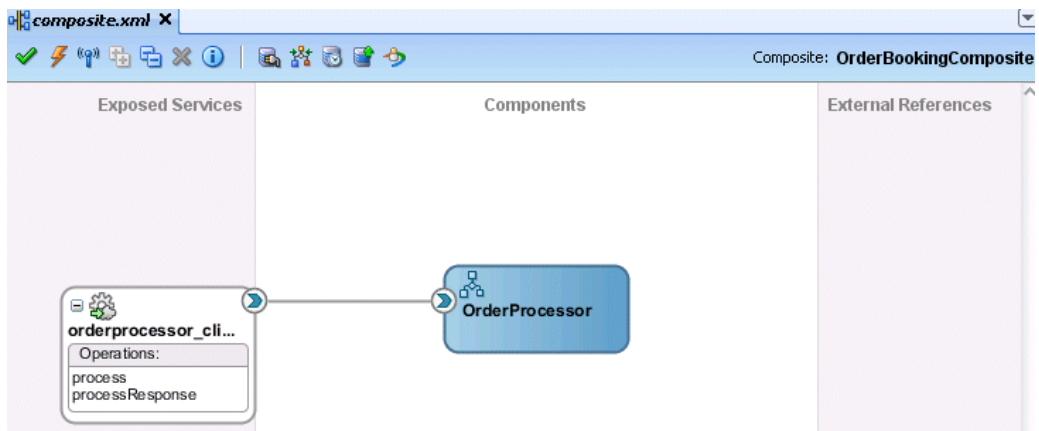 composite.xml
Composite: OrderBookingComposite
Exposed Services
Components
External References
OrderProcessor
orderprocessor_cli...
Operations:
process
processResponse